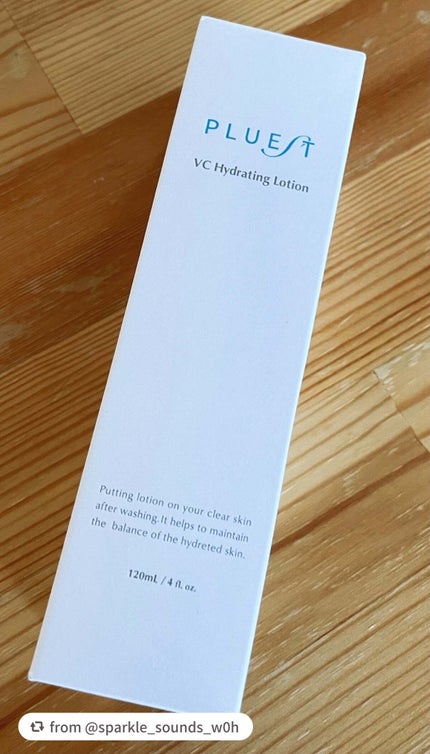 PLUEST
VC Hydrating Lotion
Putting lotion on your clear skin
after washing.It helps to maintain
the balance of the hydreted skin.
120mL / 4 fl. oz.
from @sparkle_sounds_w0h